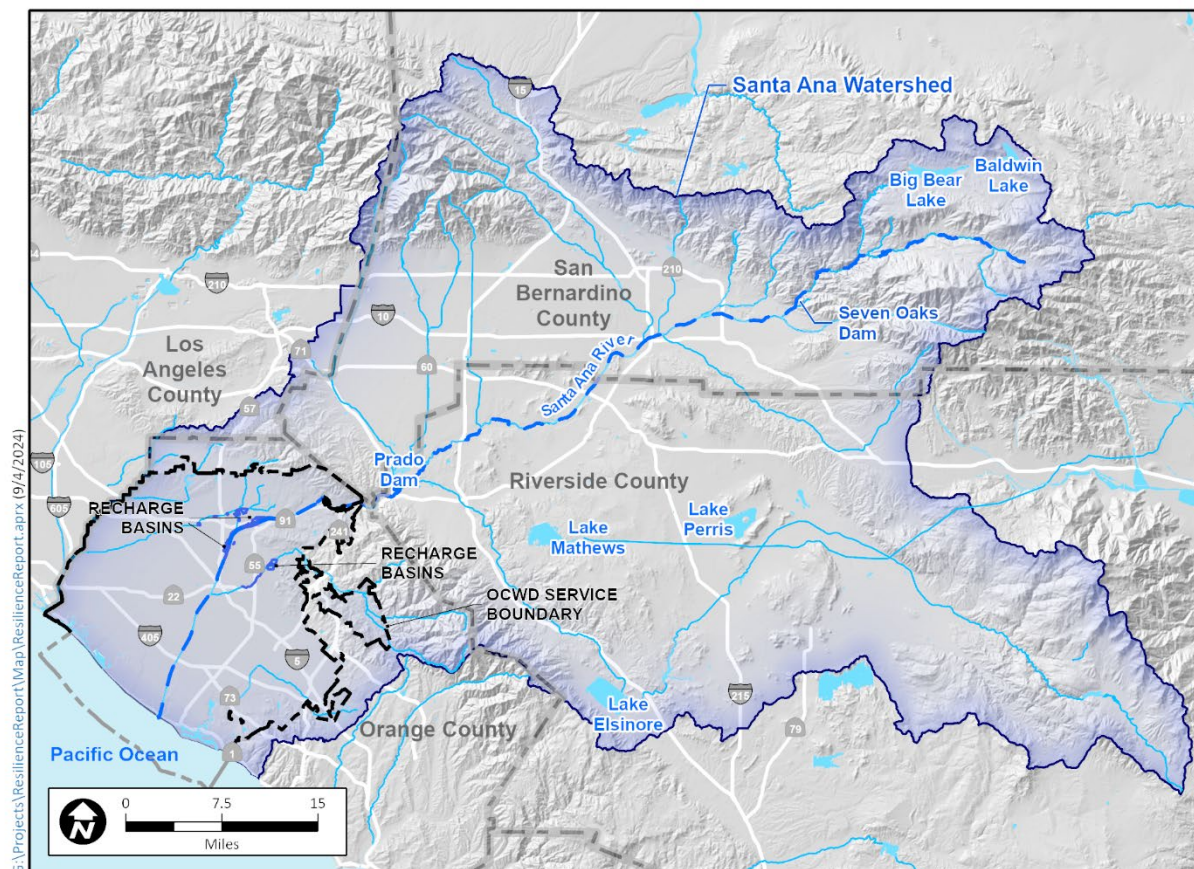 Santa Ana Watershed
15
Baldwin
Lake
Big Bear
Lake
San
Bernardino
County
210
210
Seven Oaks
Dam
10
Los
Angeles
County
71
60
Santa Ana River
57
Prado
Dam
105
605
RECHARGE
BASINS
91
241
Riverside County
Lake
Perris
Lake
Mathews
RECHARGE
BASINS
55
OCWD SERVICE
BOUNDARY
22
405
5
73
Lake
Elsinore
215
79
Orange County
1
Pacific Ocean
N
0 7.5 15
Miles
G:\Projects\ResilienceReport\Map\ResilienceReport.aprx (9/4/2024)